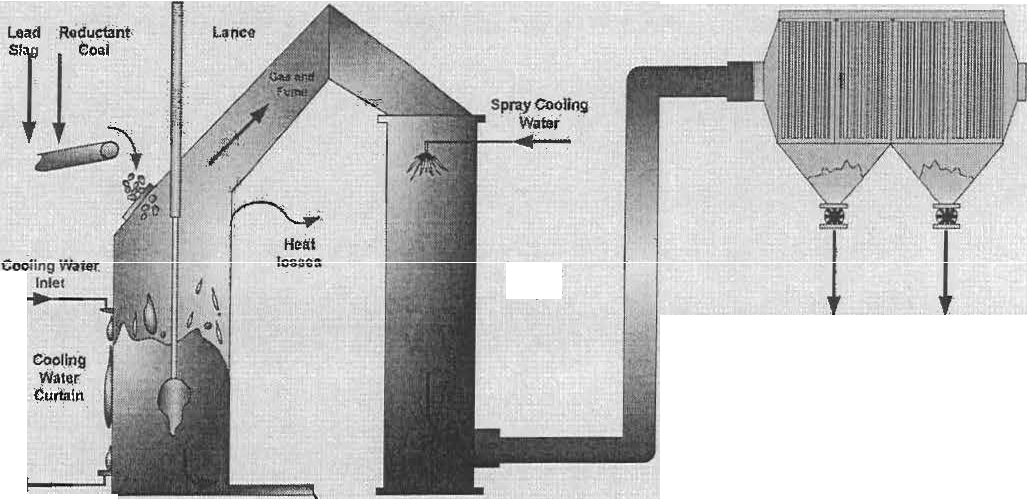 Lead
Slag
Reductant
Coal
Lance
Gas and
Fume
Spray Cooling
Water
Heat
losses
Cooling Water
Inlet
Cooling
Water
Curtain